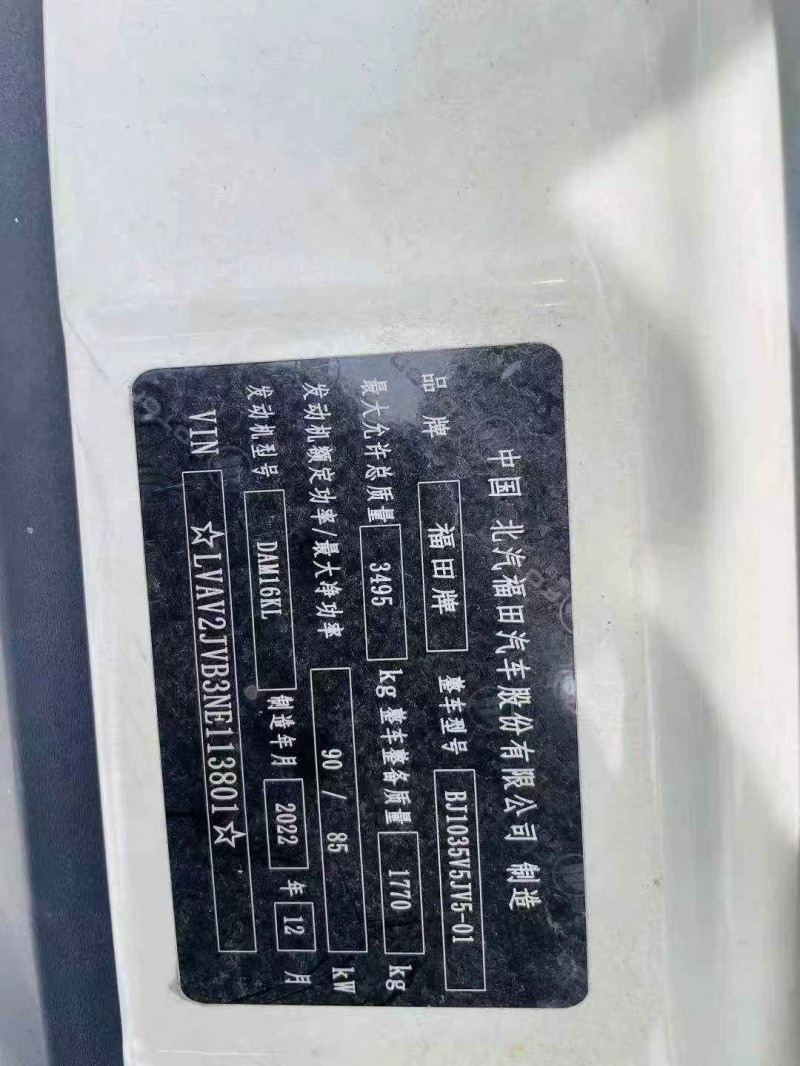 中国 北汽福田汽车股份有限公司 制造
品牌 福田牌 整车型号 BJ1035V5JV5-01
最大允许总质量 3495 kg 整车整备质量 1770 kg
发动机额定功率/最大净功率 90 / 85 kW
发动机型号 DAM16KL 制造年月 2022 年 12 月
VIN ☆LVAV2JVB3NE113801☆